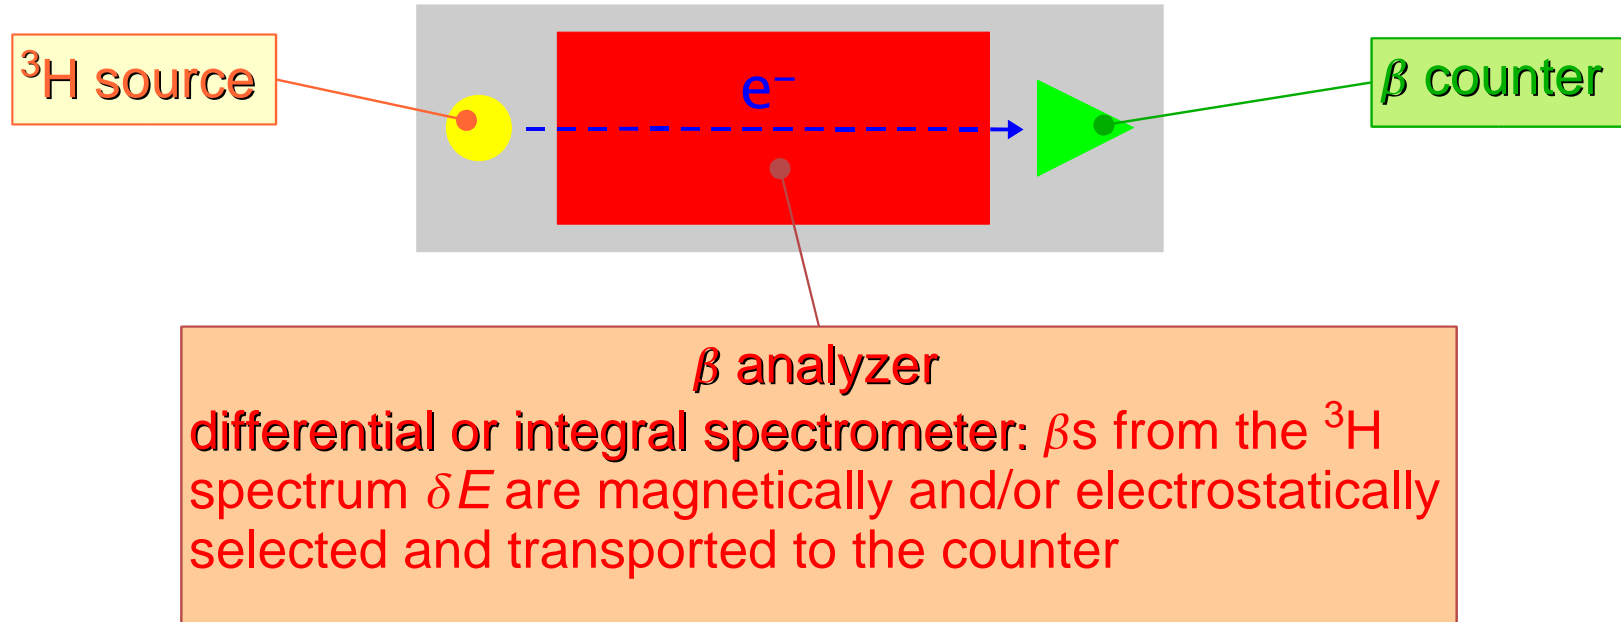 ³H source
e⁻
β counter
β analyzer
differential or integral spectrometer: βs from the ³H
spectrum δE are magnetically and/or electrostatically
selected and transported to the counter